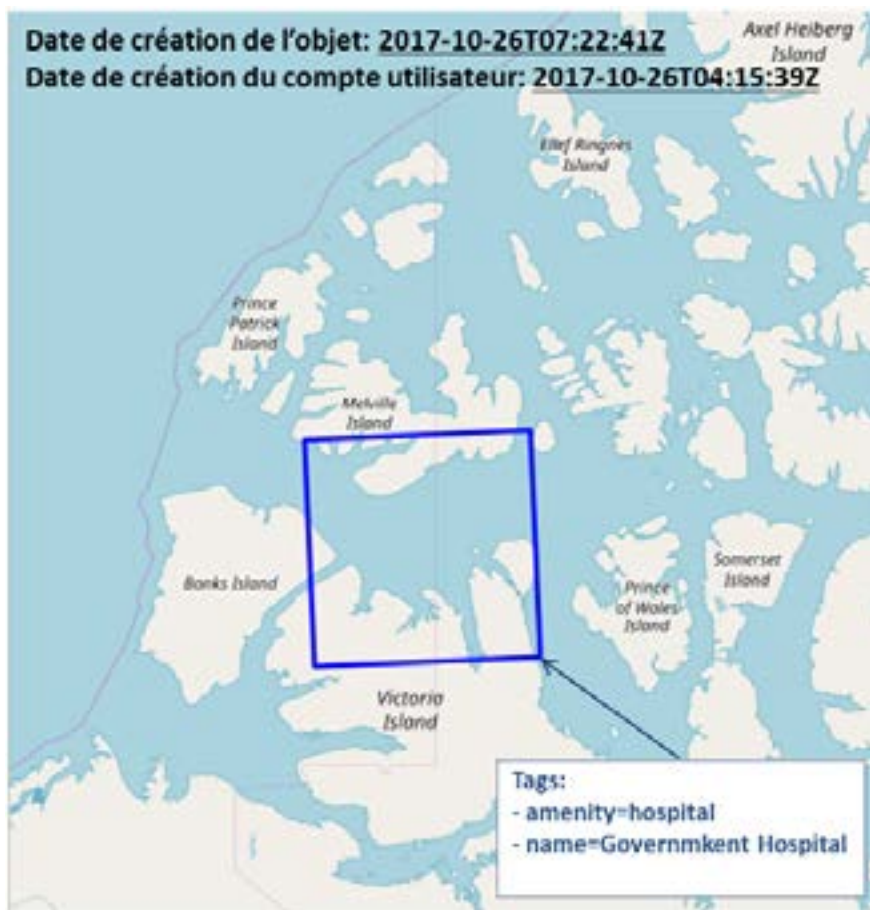 Date de création de l'objet: 2017-10-26T07:22:41Z
Date de création du compte utilisateur: 2017-10-26T04:15:39Z
Axel Heiberg
Island
Ellef Ringnes
Island
Prince
Patrick
Island
Melville
Island
Banks Island
Somerset
Island
Prince
of Wales
Island
Victoria
Island
Tags:
- amenity=hospital
- name=Governmkent Hospital